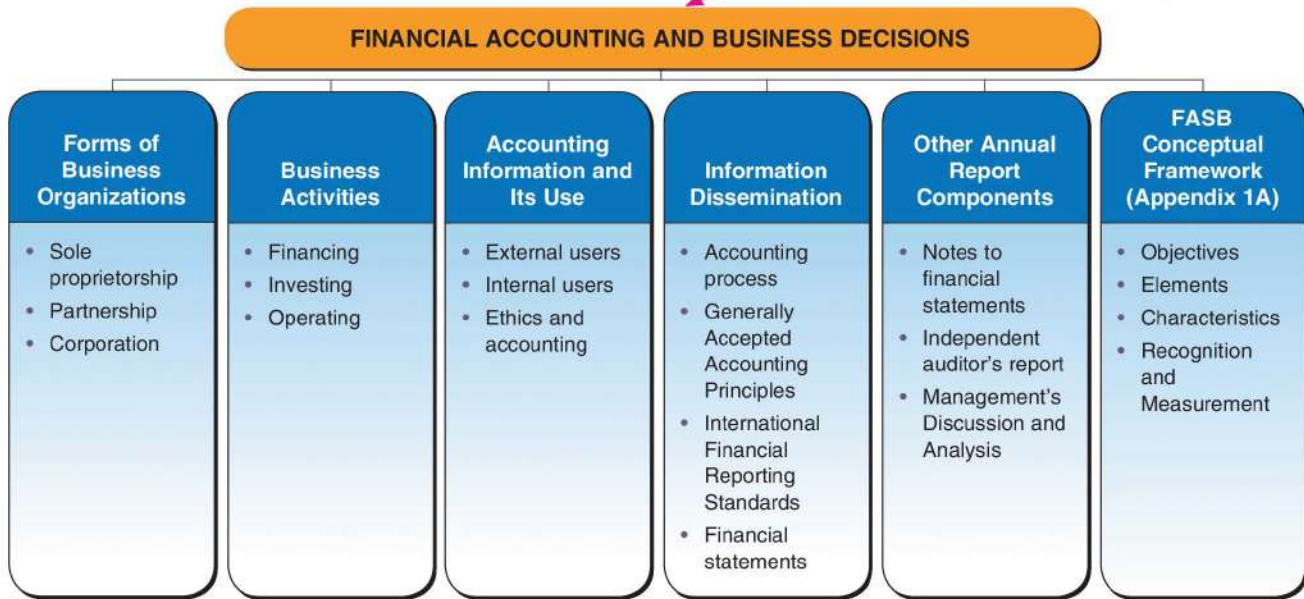 FINANCIAL ACCOUNTING AND BUSINESS DECISIONS
Forms of
Business
Organizations
• Sole
proprietorship
• Partnership
• Corporation
Business
Activities
• Financing
• Investing
• Operating
Accounting
Information and
Its Use
• External users
• Internal users
• Ethics and
accounting
Information
Dissemination
• Accounting
process
• Generally
Accepted
Accounting
Principles
• International
Financial
Reporting
Standards
• Financial
statements
Other Annual
Report
Components
• Notes to
financial
statements
• Independent
auditor's report
• Management's
Discussion and
Analysis
FASB
Conceptual
Framework
(Appendix 1A)
• Objectives
• Elements
• Characteristics
• Recognition
and
Measurement